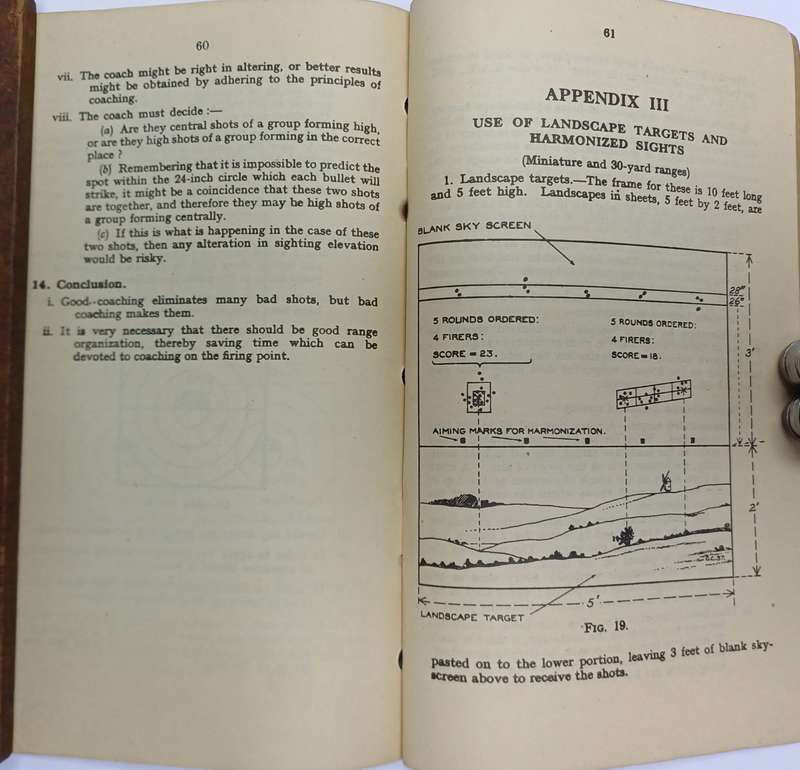 60
vii. The coach might be right in altering, or better results
might be obtained by adhering to the principles of
coaching.
viii. The coach must decide :—
(a) Are they central shots of a group forming high,
or are they high shots of a group forming in the correct
place ?
(b) Remembering that it is impossible to predict the
spot within the 24-inch circle which each bullet will
strike, it might be a coincidence that these two shots
are together, and therefore they may be high shots of
a group forming centrally.
(c) If this is what is happening in the case of these
two shots, then any alteration in sighting elevation
would be risky.
14. Conclusion.
i. Good coaching eliminates many bad shots, but bad
coaching makes them.
ii. It is very necessary that there should be good range
organization, thereby saving time which can be
devoted to coaching on the firing point.
61
APPENDIX III
USE OF LANDSCAPE TARGETS AND
HARMONIZED SIGHTS
(Miniature and 30-yard ranges)
1. Landscape targets.—The frame for these is 10 feet long
and 5 feet high. Landscapes in sheets, 5 feet by 2 feet, are
BLANK SKY SCREEN
28"
26"
5 ROUNDS ORDERED:
4 FIRERS:
SCORE = 23.
5 ROUNDS ORDERED:
4 FIRERS:
SCORE = 18.
3'
AIMING MARKS FOR HARMONIZATION.
2'
5'
LANDSCAPE TARGET
FIG. 19.
pasted on to the lower portion, leaving 3 feet of blank sky-
screen above to receive the shots.